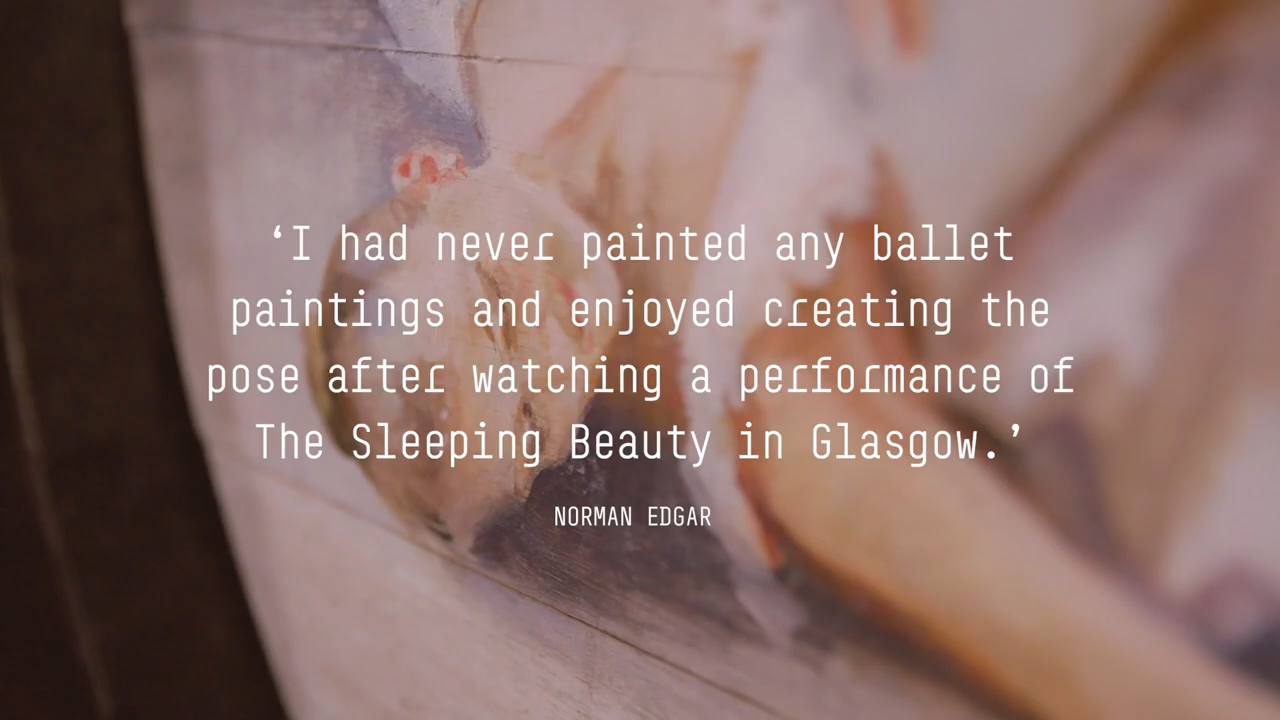 ‘I had never painted any ballet
paintings and enjoyed creating the
pose after watching a performance of
The Sleeping Beauty in Glasgow.’
NORMAN EDGAR